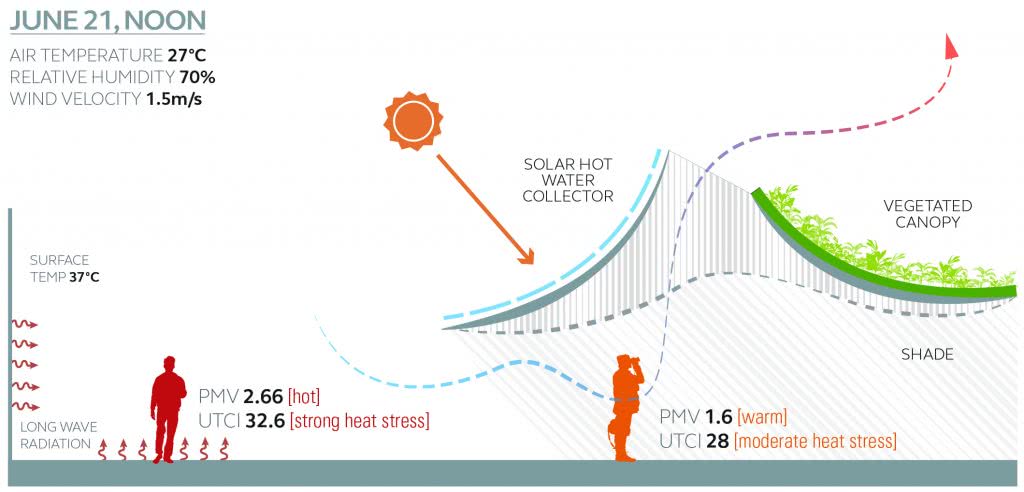 JUNE 21, NOON
AIR TEMPERATURE 27°C
RELATIVE HUMIDITY 70%
WIND VELOCITY 1.5m/s
SOLAR HOT
WATER
COLLECTOR
VEGETATED
CANOPY
SURFACE
TEMP 37°C
SHADE
PMV 2.66 [hot]
UTCI 32.6 [strong heat stress]
PMV 1.6 [warm]
UTCI 28 [moderate heat stress]
LONG WAVE
RADIATION